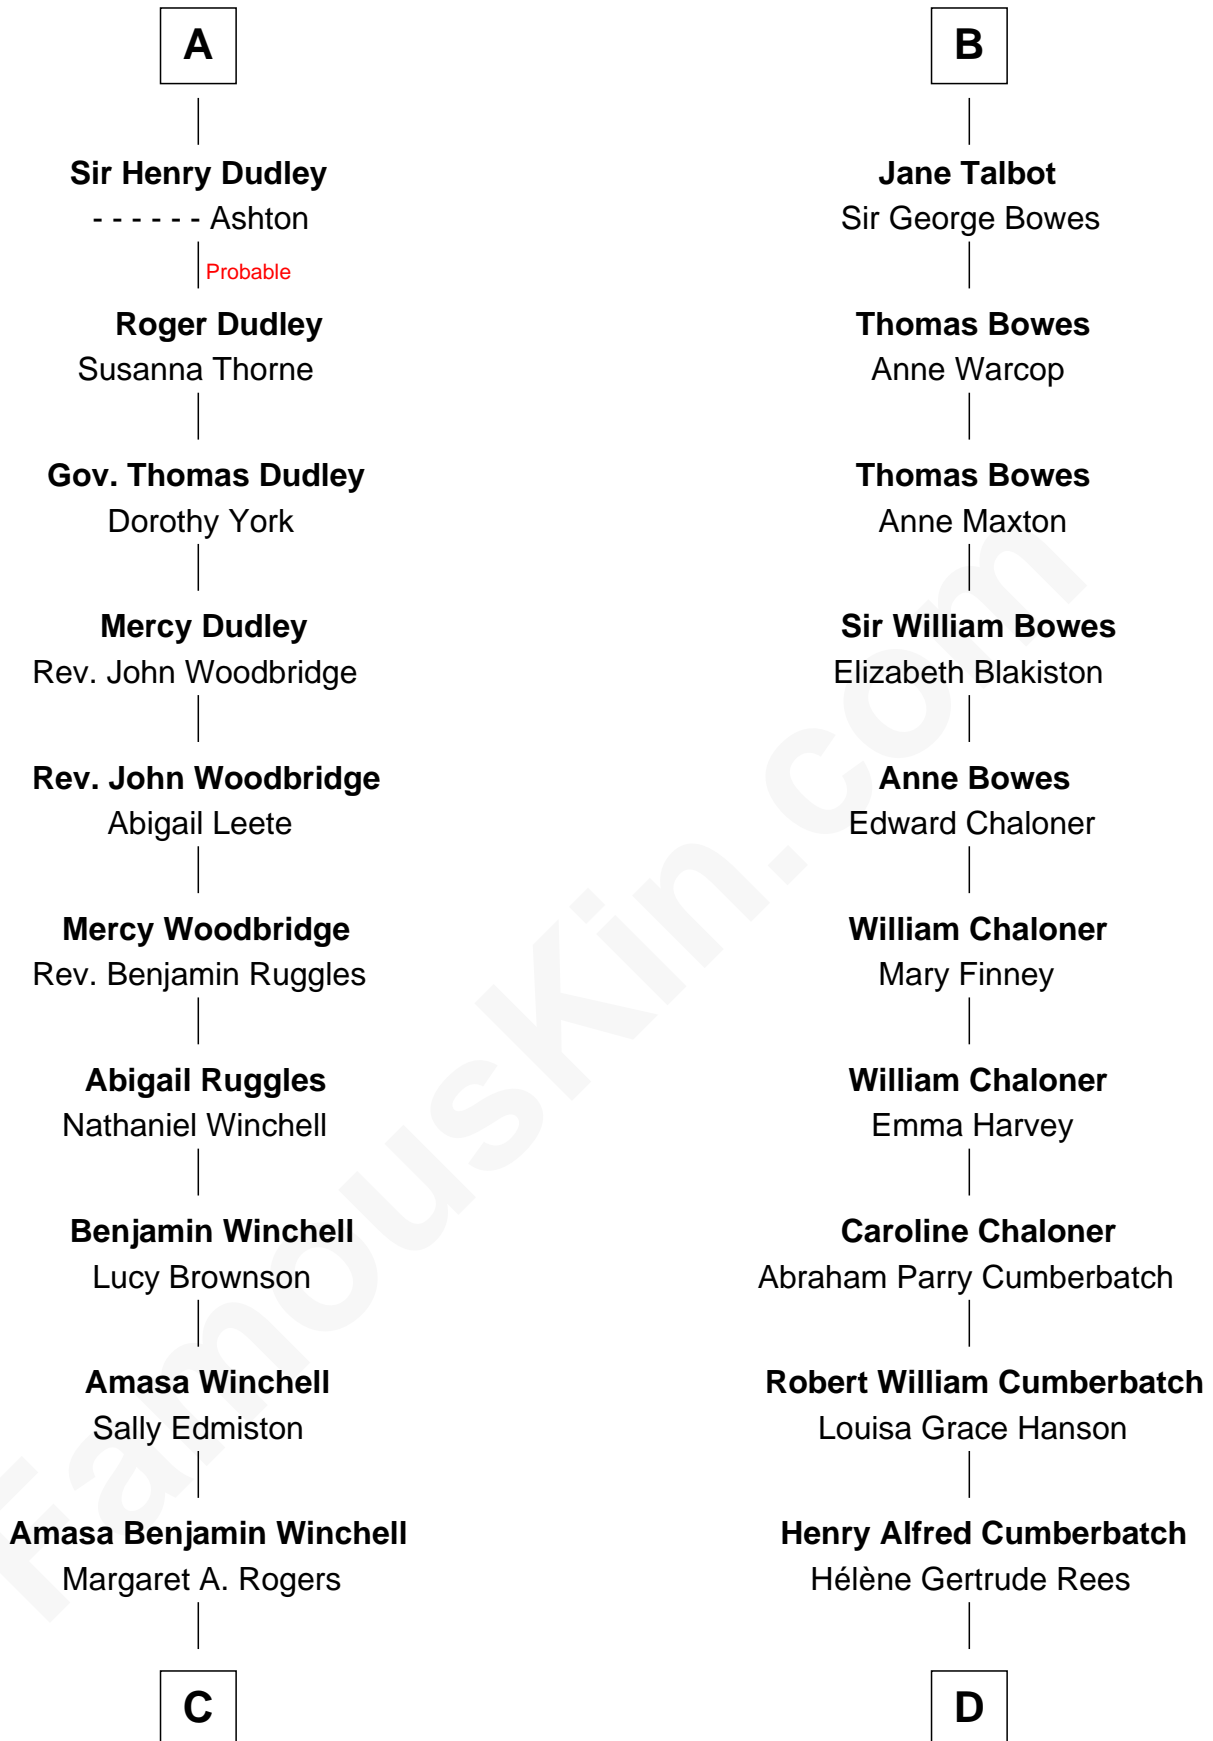 A
Sir Henry Dudley
- - - - - - Ashton
Probable
Roger Dudley
Susanna Thorne
Gov. Thomas Dudley
Dorothy York
Mercy Dudley
Rev. John Woodbridge
Rev. John Woodbridge
Abigail Leete
Mercy Woodbridge
Rev. Benjamin Ruggles
Abigail Ruggles
Nathaniel Winchell
Benjamin Winchell
Lucy Brownson
Amasa Winchell
Sally Edmiston
Amasa Benjamin Winchell
Margaret A. Rogers
C
B
Jane Talbot
Sir George Bowes
Thomas Bowes
Anne Warcop
Thomas Bowes
Anne Maxton
Sir William Bowes
Elizabeth Blakiston
Anne Bowes
Edward Chaloner
William Chaloner
Mary Finney
William Chaloner
Emma Harvey
Caroline Chaloner
Abraham Parry Cumberbatch
Robert William Cumberbatch
Louisa Grace Hanson
Henry Alfred Cumberbatch
Hélène Gertrude Rees
D
FamousKin.com